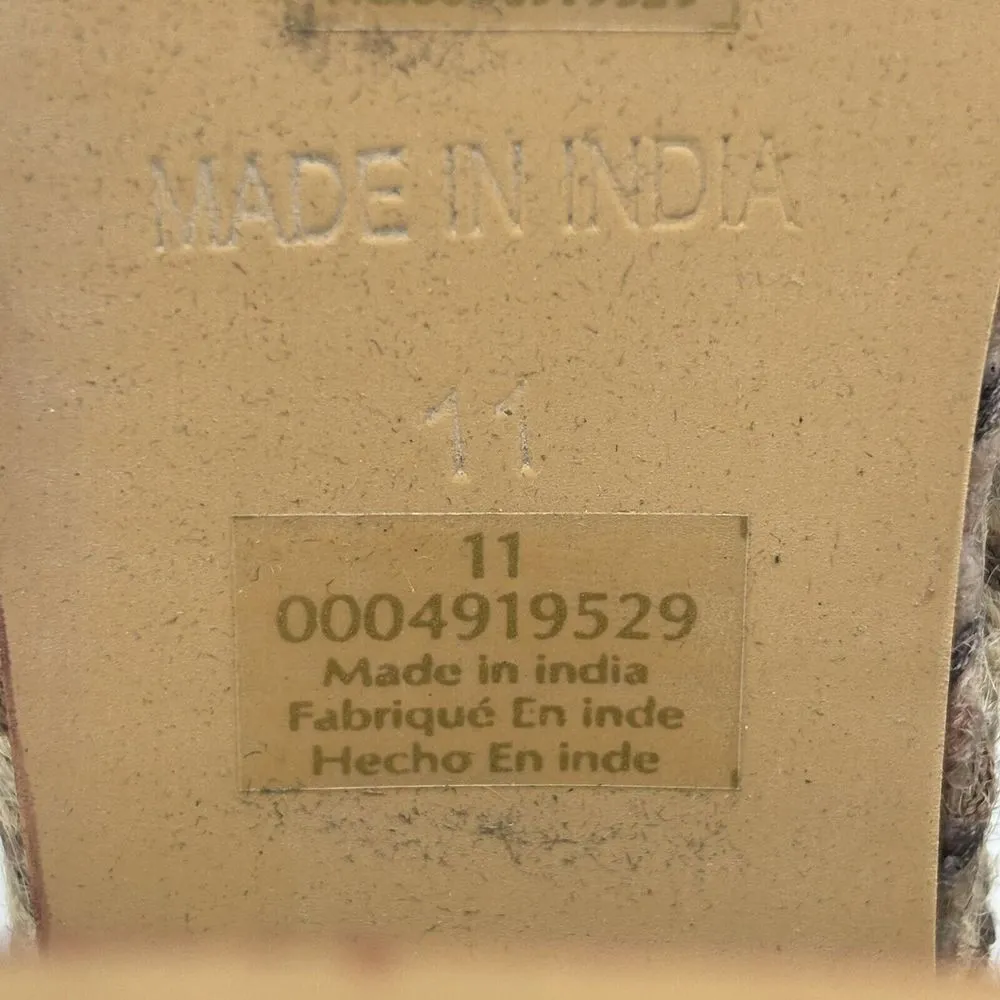 MADE IN INDIA
11
11
0004919529
Made in india
Fabriqué En inde
Hecho En inde